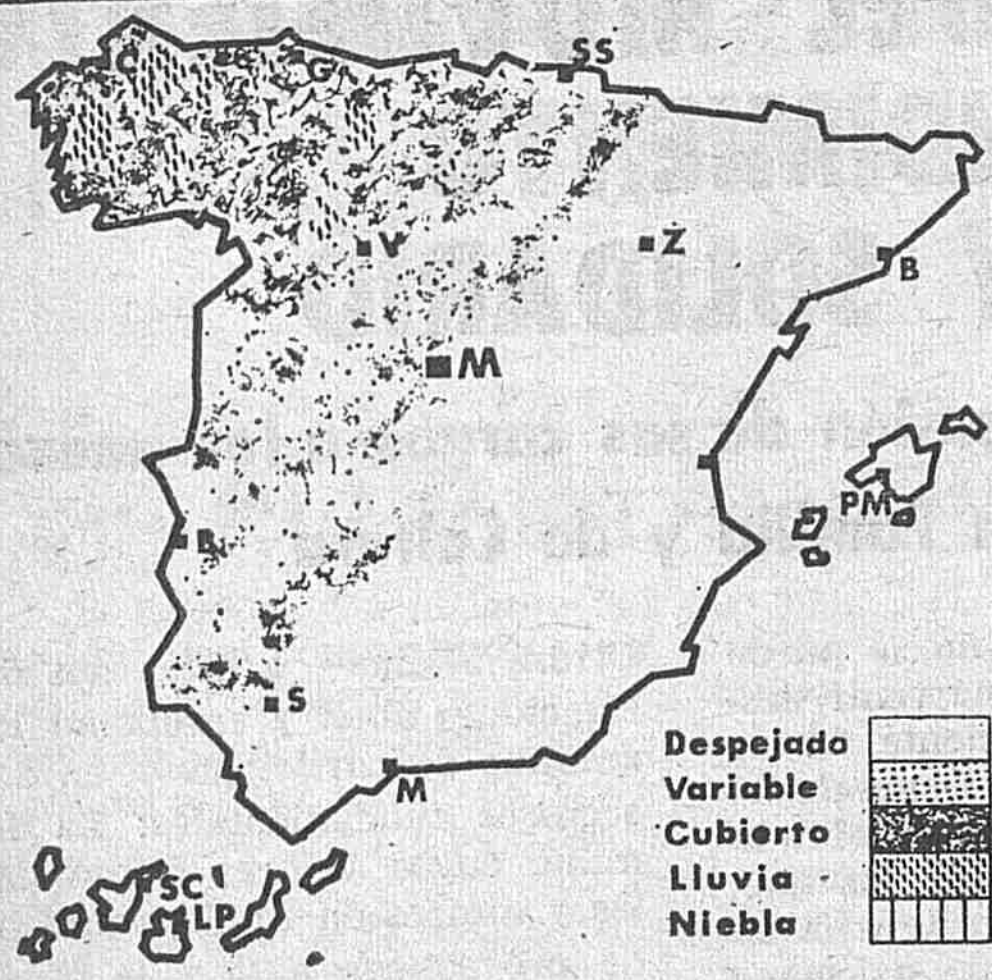 SS
C
G
V
Z
B
M
PM
B
S
M
SC
LP
Despejado
Variable
Cubierto
Lluvia
Niebla